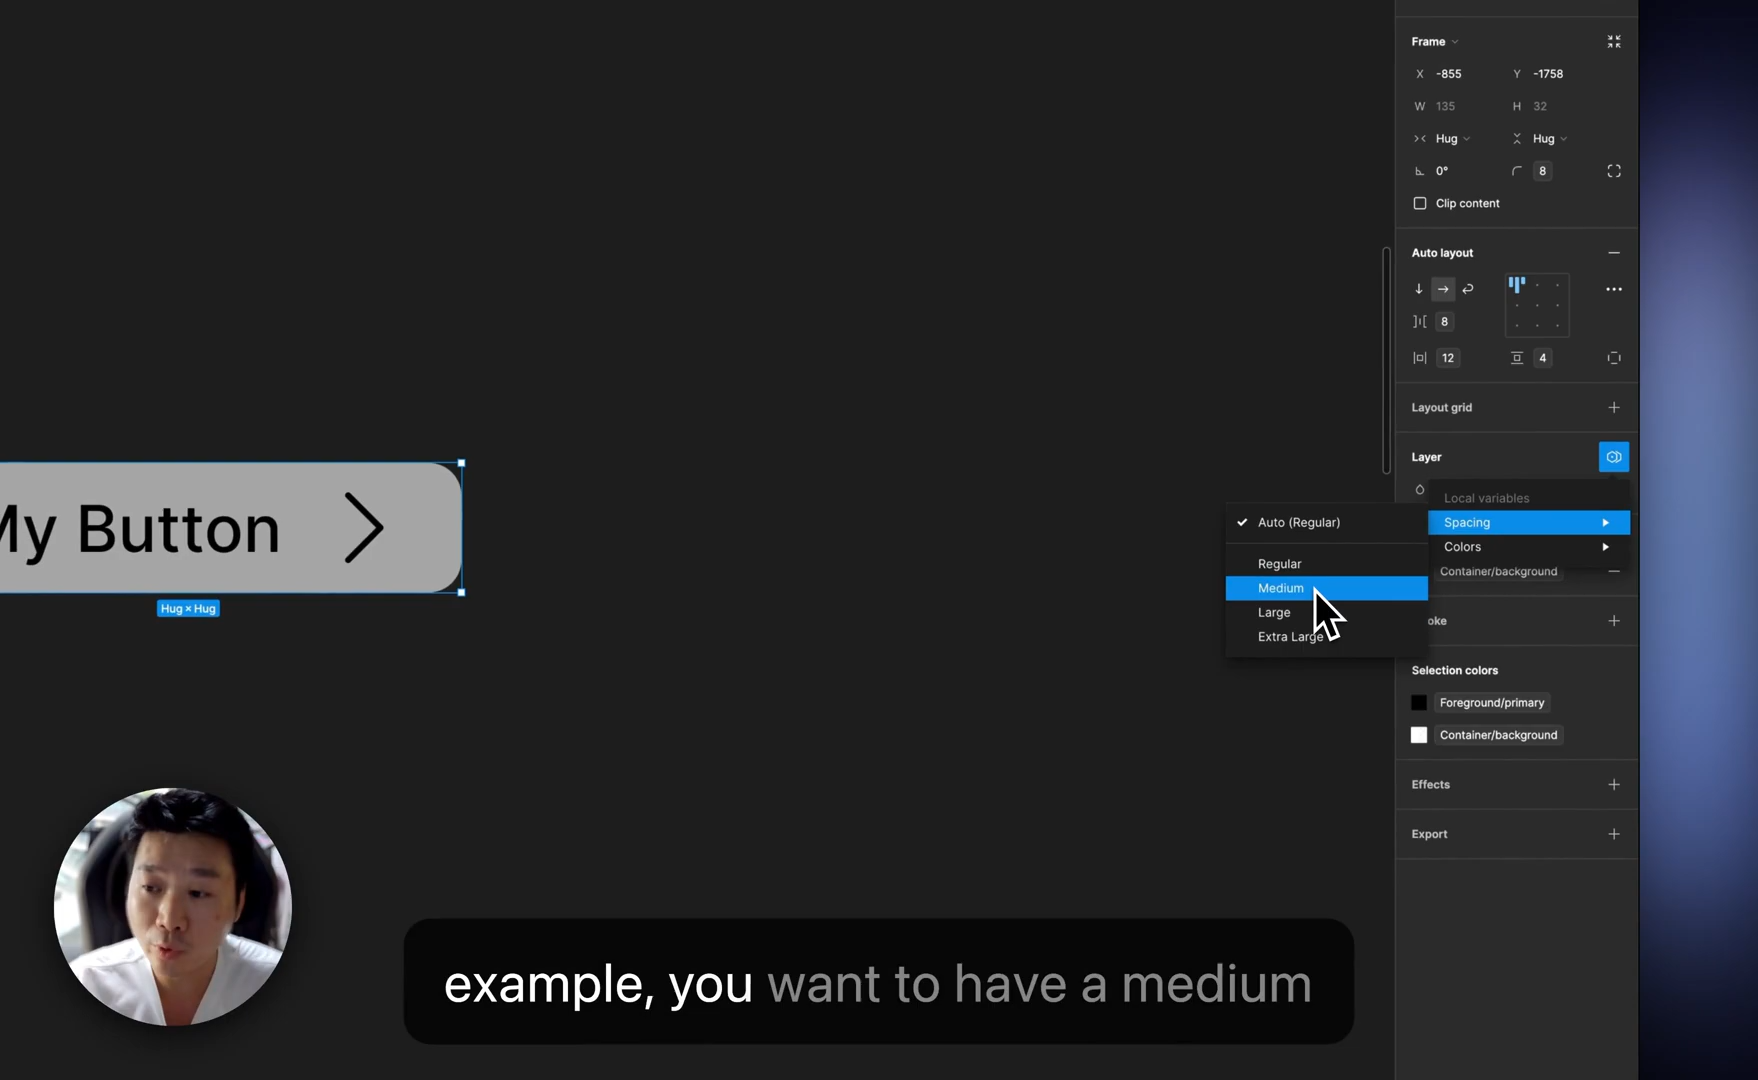 Frame
X -855 Y -1758
W 135 H 32
Hug Hug
0° 8
Clip content
Auto layout
8
12 4
Layout grid
Layer
Local variables
Spacing
Colors
Container/background
Auto (Regular)
Regular
Medium
Large
Extra Large
oke
Selection colors
Foreground/primary
Container/background
Effects
Export
My Button
Hug × Hug
example, you want to have a medium